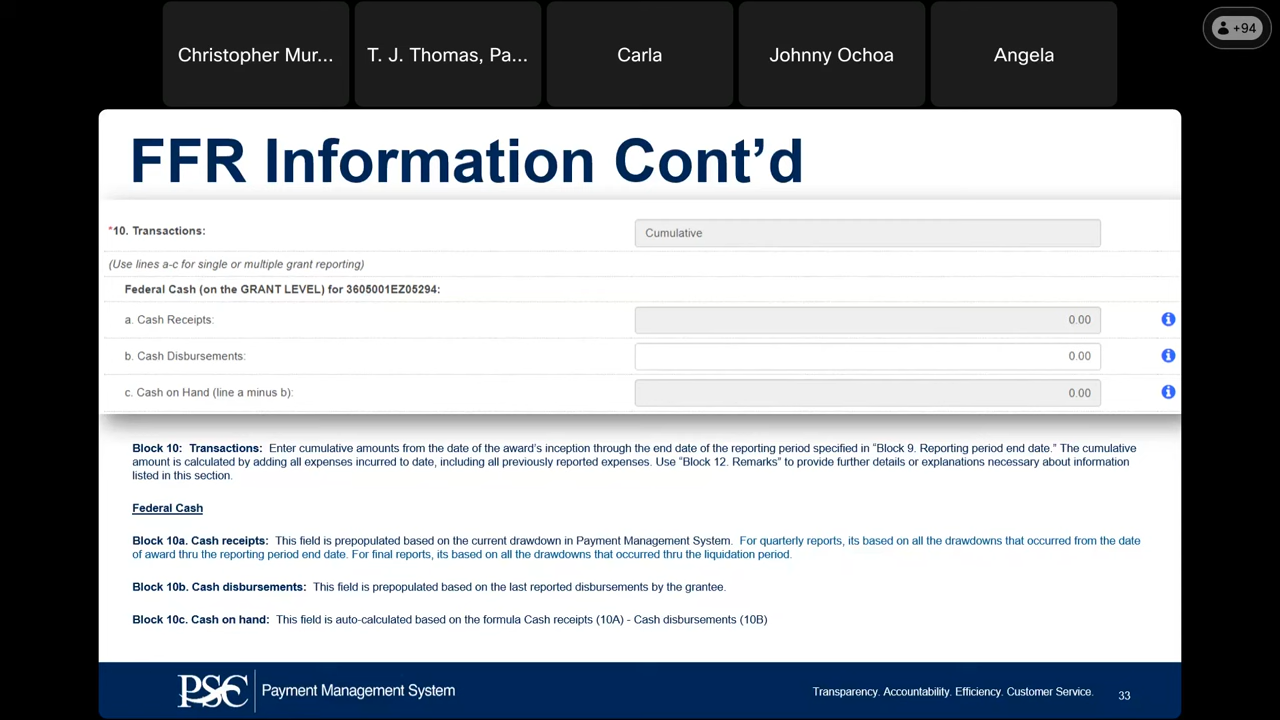 Christopher Mur...
T. J. Thomas, Pa...
Carla
Johnny Ochoa
Angela
+94
FFR Information Cont’d
*10. Transactions:
Cumulative
(Use lines a-c for single or multiple grant reporting)
Federal Cash (on the GRANT LEVEL) for 3605001EZ05294:
a. Cash Receipts:
0.00
b. Cash Disbursements:
0.00
c. Cash on Hand (line a minus b):
0.00
Block 10: Transactions: Enter cumulative amounts from the date of the award’s inception through the end date of the reporting period specified in “Block 9. Reporting period end date.” The cumulative
amount is calculated by adding all expenses incurred to date, including all previously reported expenses. Use “Block 12. Remarks” to provide further details or explanations necessary about information
listed in this section.
Federal Cash
Block 10a. Cash receipts: This field is prepopulated based on the current drawdown in Payment Management System. For quarterly reports, its based on all the drawdowns that occurred from the date
of award thru the reporting period end date. For final reports, its based on all the drawdowns that occurred thru the liquidation period.
Block 10b. Cash disbursements: This field is prepopulated based on the last reported disbursements by the grantee.
Block 10c. Cash on hand: This field is auto-calculated based on the formula Cash receipts (10A) - Cash disbursements (10B)
PSC
Payment Management System
Transparency. Accountability. Efficiency. Customer Service.
33